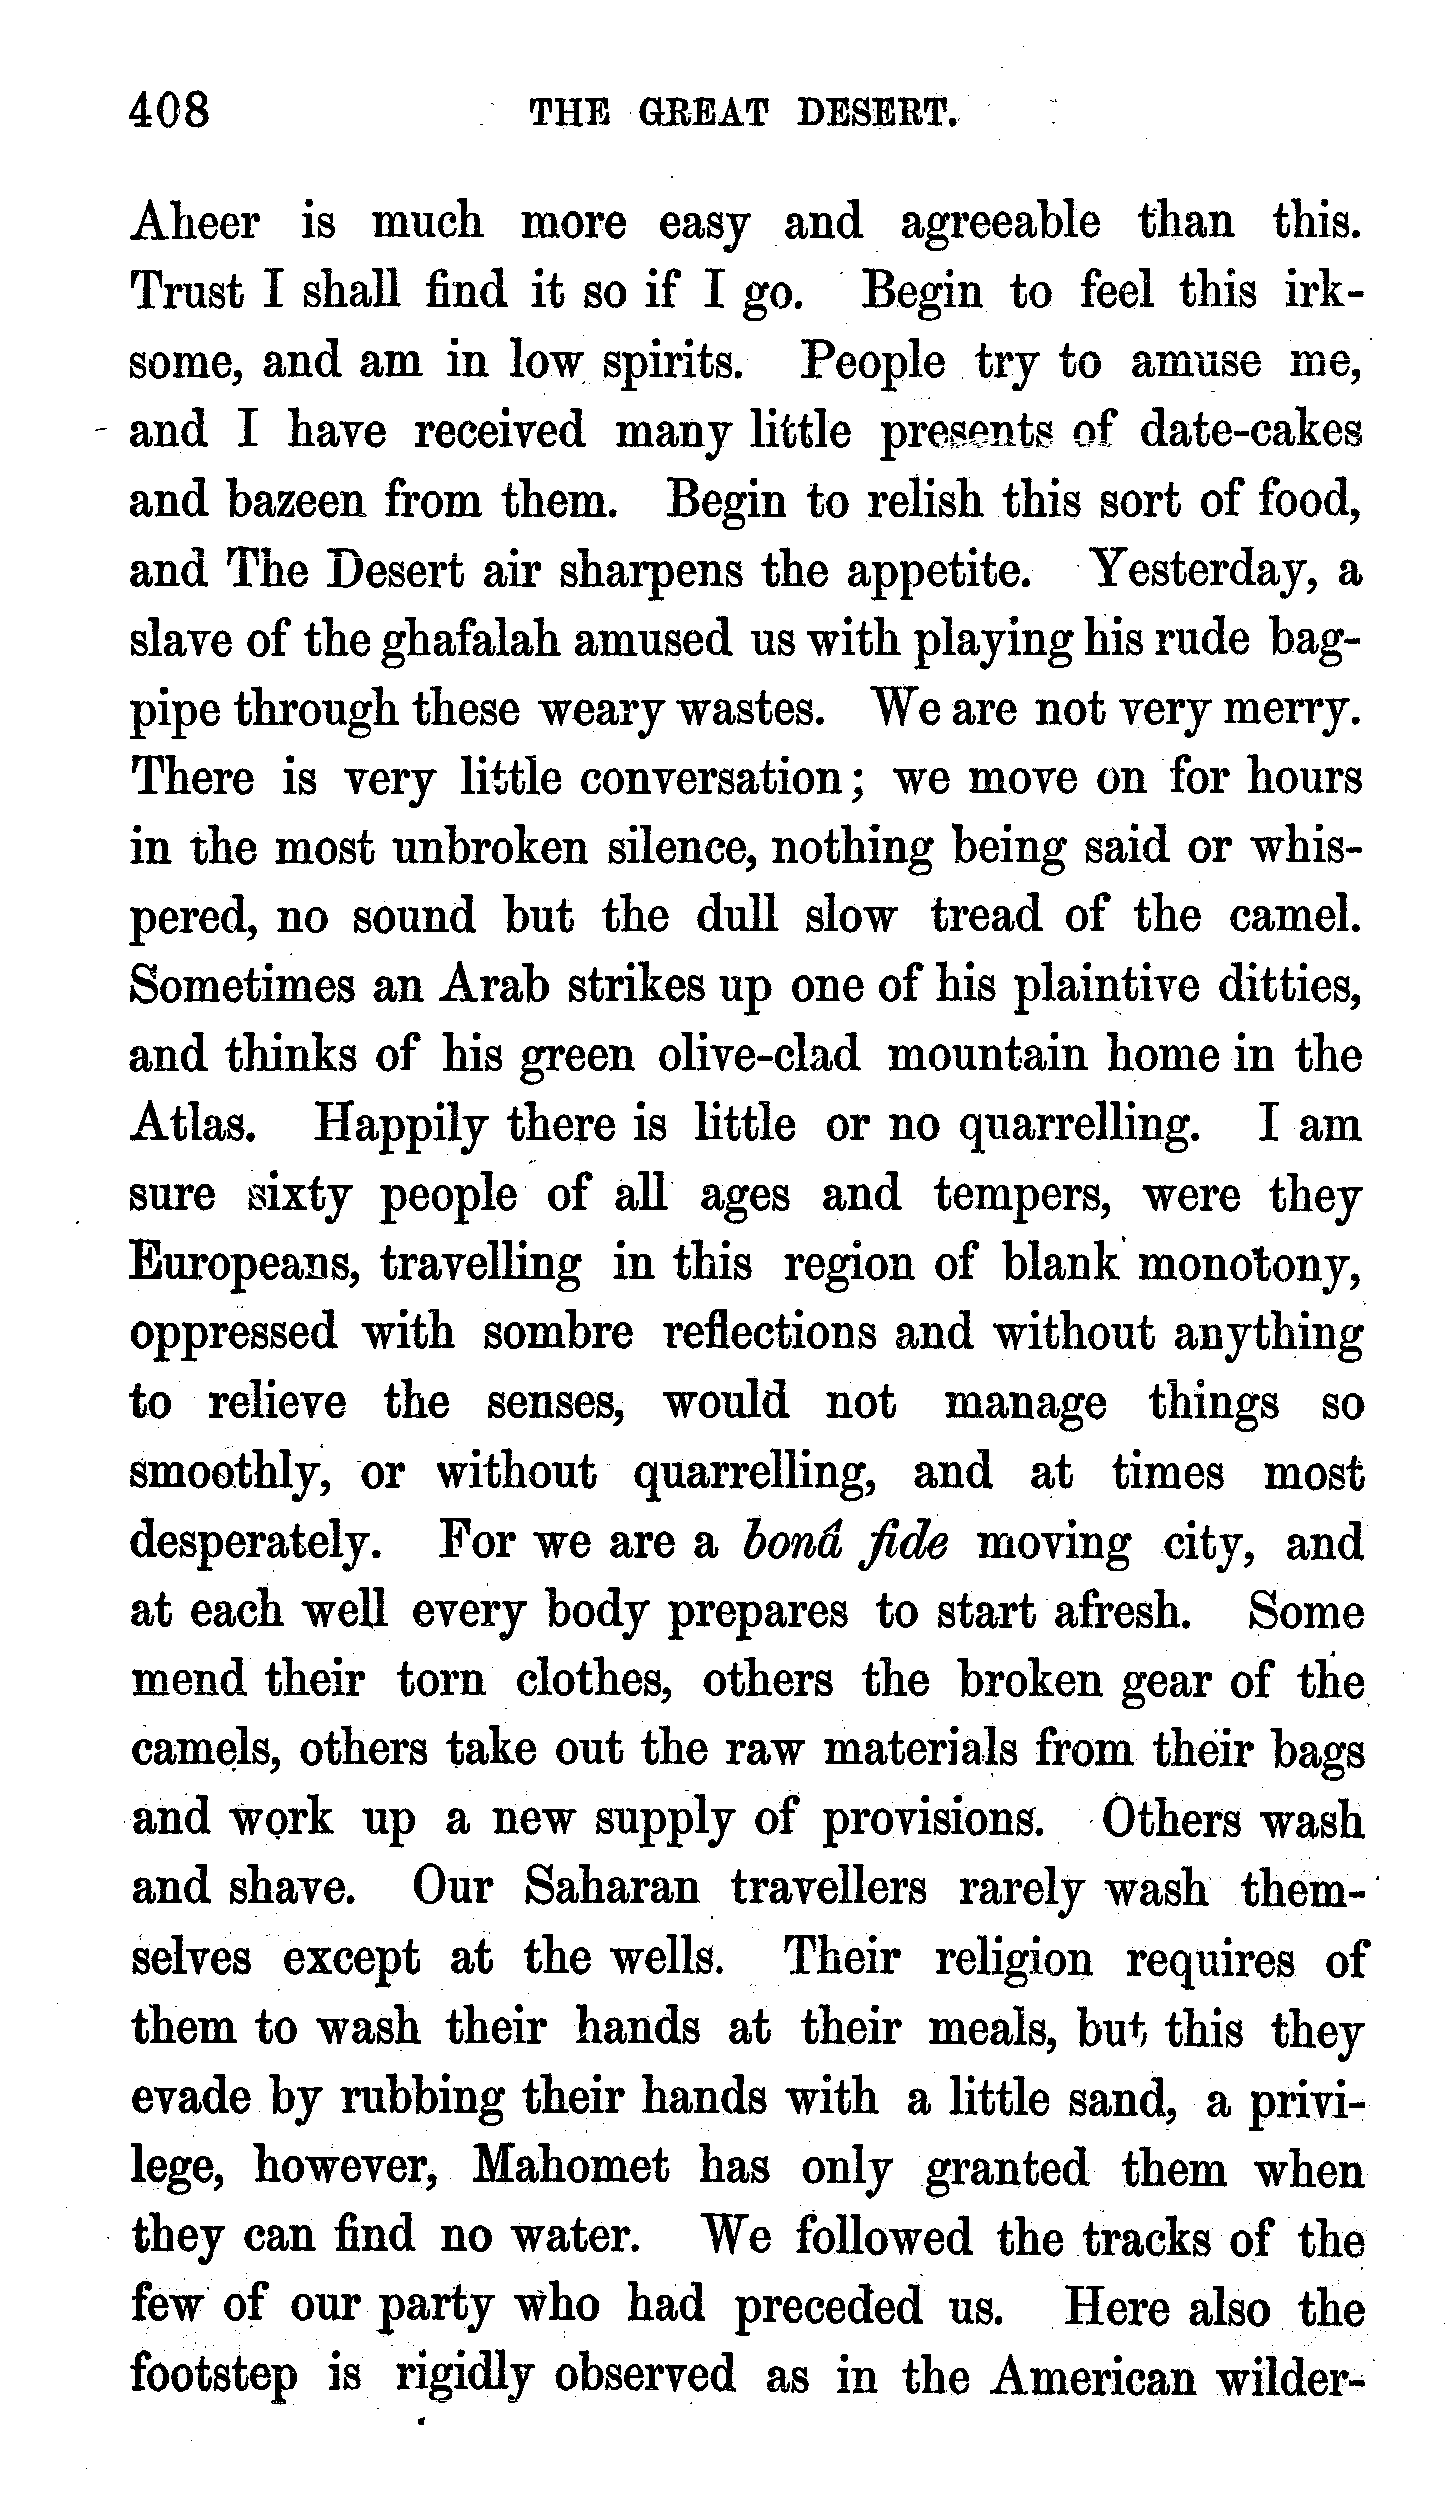 408 THE GREAT DESERT.
Aheer is much more easy and agreeable than this.
Trust I shall find it so if I go. Begin to feel this irk-
some, and am in low spirits. People try to amuse me,
and I have received many little presents of date-cakes
and bazeen from them. Begin to relish this sort of food,
and The Desert air sharpens the appetite. Yesterday, a
slave of the ghafalah amused us with playing his rude bag-
pipe through these weary wastes. We are not very merry.
There is very little conversation; we move on for hours
in the most unbroken silence, nothing being said or whis-
pered, no sound but the dull slow tread of the camel.
Sometimes an Arab strikes up one of his plaintive ditties,
and thinks of his green olive-clad mountain home in the
Atlas. Happily there is little or no quarrelling. I am
sure sixty people of all ages and tempers, were they
Europeans, travelling in this region of blank monotony,
oppressed with sombre reflections and without anything
to relieve the senses, would not manage things so
smoothly, or without quarrelling, and at times most
desperately. For we are a bonâ fide moving city, and
at each well every body prepares to start afresh. Some
mend their torn clothes, others the broken gear of the
camels, others take out the raw materials from their bags
and work up a new supply of provisions. Others wash
and shave. Our Saharan travellers rarely wash them-
selves except at the wells. Their religion requires of
them to wash their hands at their meals, but this they
evade by rubbing their hands with a little sand, a privi-
lege, however, Mahomet has only granted them when
they can find no water. We followed the tracks of the
few of our party who had preceded us. Here also the
footstep is rigidly observed as in the American wilder-